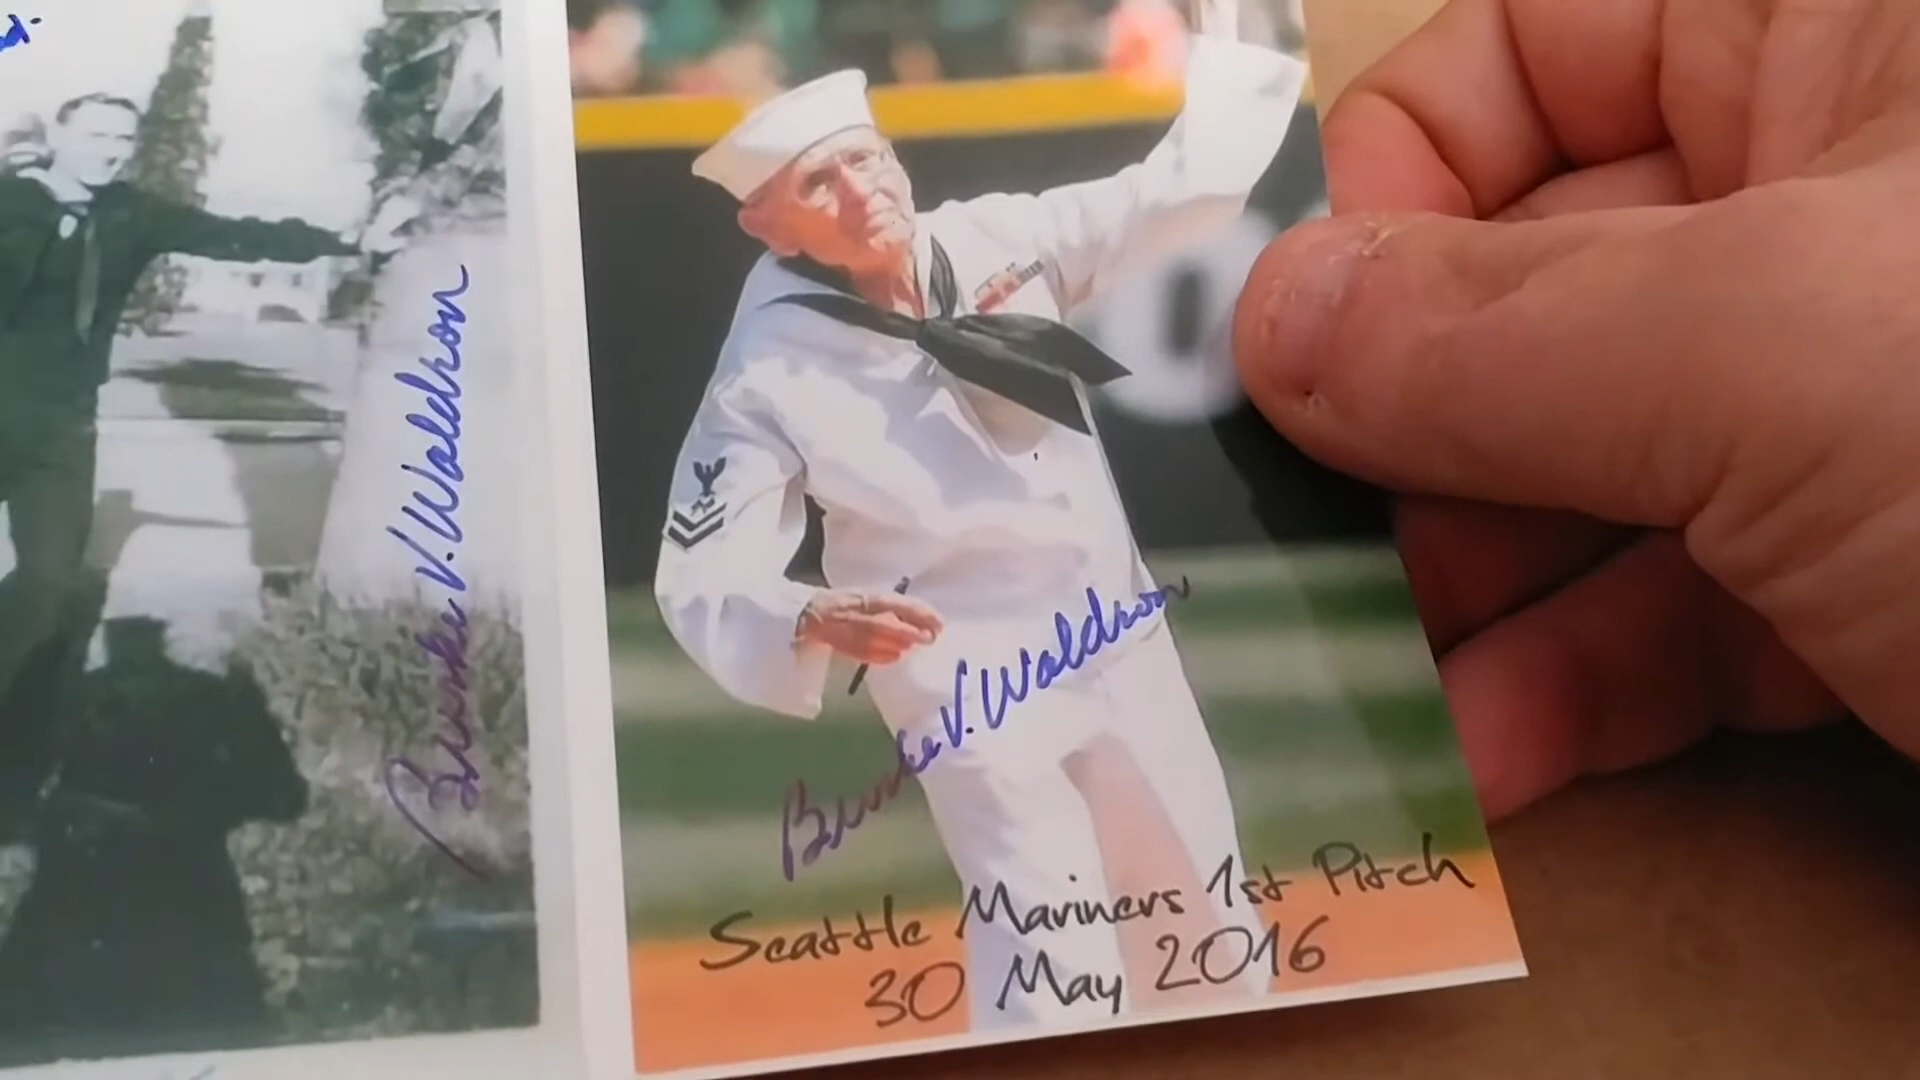 Burke V. Waldron
Burke V. Waldron
Seattle Mariners 1st Pitch
30 May 2016